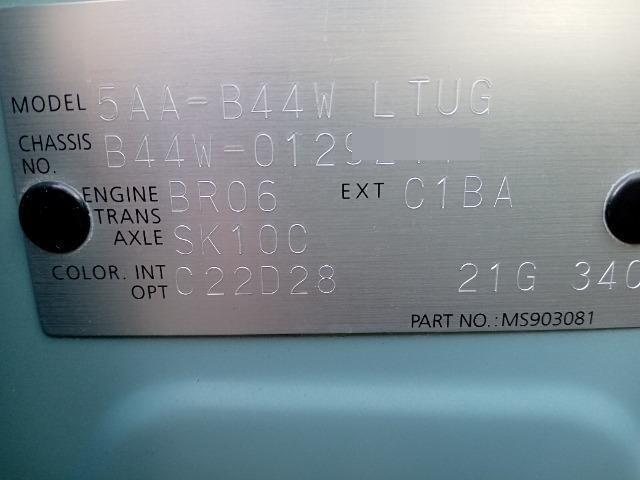 MODEL 5AA-B44W LTUG
CHASSIS NO. B44W-0129
ENGINE BR06 EXT C1BA
TRANS AXLE SK10C
COLOR. INT OPT C22D28 21G 340
PART NO.: MS903081